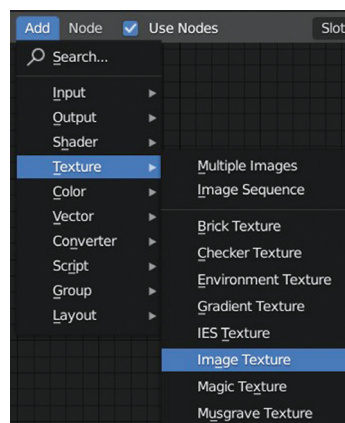 Add Node Use Nodes Slot
Search...
Input
Output
Shader
Texture
Color
Vector
Converter
Script
Group
Layout
Multiple Images
Image Sequence
Brick Texture
Checker Texture
Environment Texture
Gradient Texture
IES Texture
Image Texture
Magic Texture
Musgrave Texture